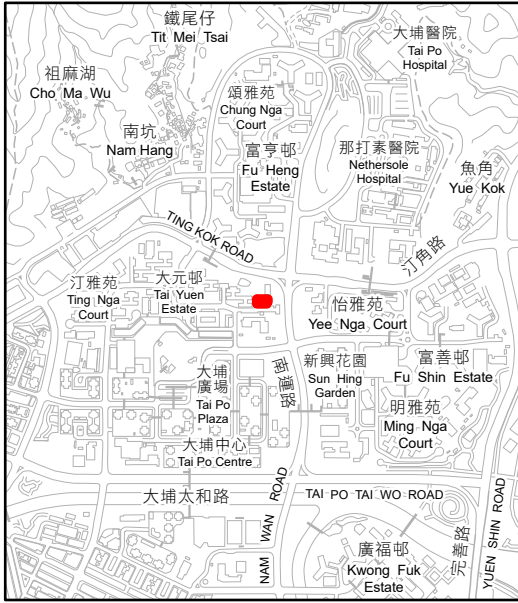 鐵尾仔
Tit Mei Tsai
大埔醫院
Tai Po
Hospital
祖麻湖
Cho Ma Wu
頌雅苑
Chung Nga
Court
南坑
Nam Hang
富亨邨
Fu Heng
Estate
那打素醫院
Nethersole
Hospital
魚角
Yue Kok
TING KOK ROAD
汀角路
汀雅苑
Ting Nga
Court
大元邨
Tai Yuen
Estate
怡雅苑
Yee Nga Court
南運路
新興花園
Sun Hing
Garden
富善邨
Fu Shin Estate
大埔
廣場
Tai Po
Plaza
明雅苑
Ming Nga
Court
大埔中心
Tai Po Centre
大埔太和路
TAI PO TAI WO ROAD
NAM WAN ROAD
廣福邨
Kwong Fuk
Estate
完善路
YUEN SHIN ROAD